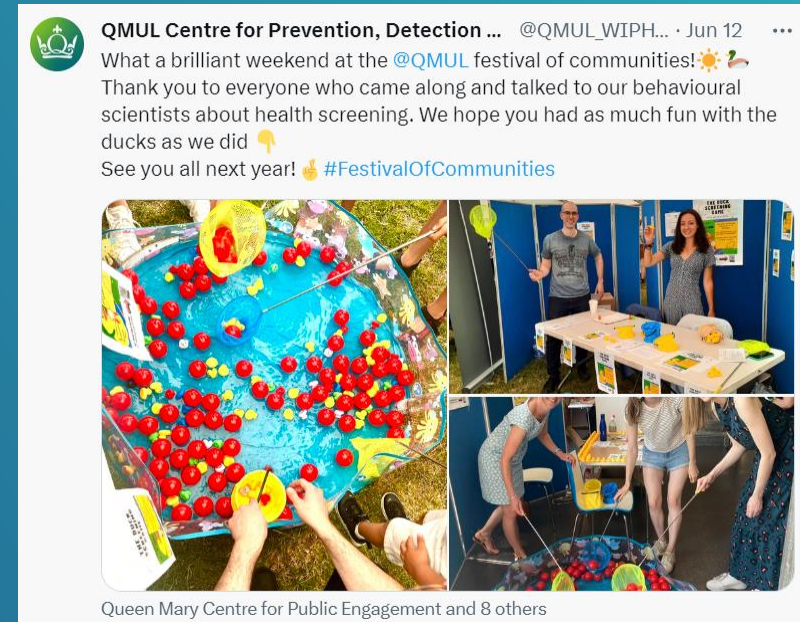 QMUL Centre for Prevention, Detection ... @QMUL_WIPH... · Jun 12 ...
What a brilliant weekend at the @QMUL festival of communities!☀️🦆
Thank you to everyone who came along and talked to our behavioural
scientists about health screening. We hope you had as much fun with the
ducks as we did 👇
See you all next year! 🤞 #FestivalOfCommunities
THE DUCK
SCREENING
GAME
Queen Mary Centre for Public Engagement and 8 others